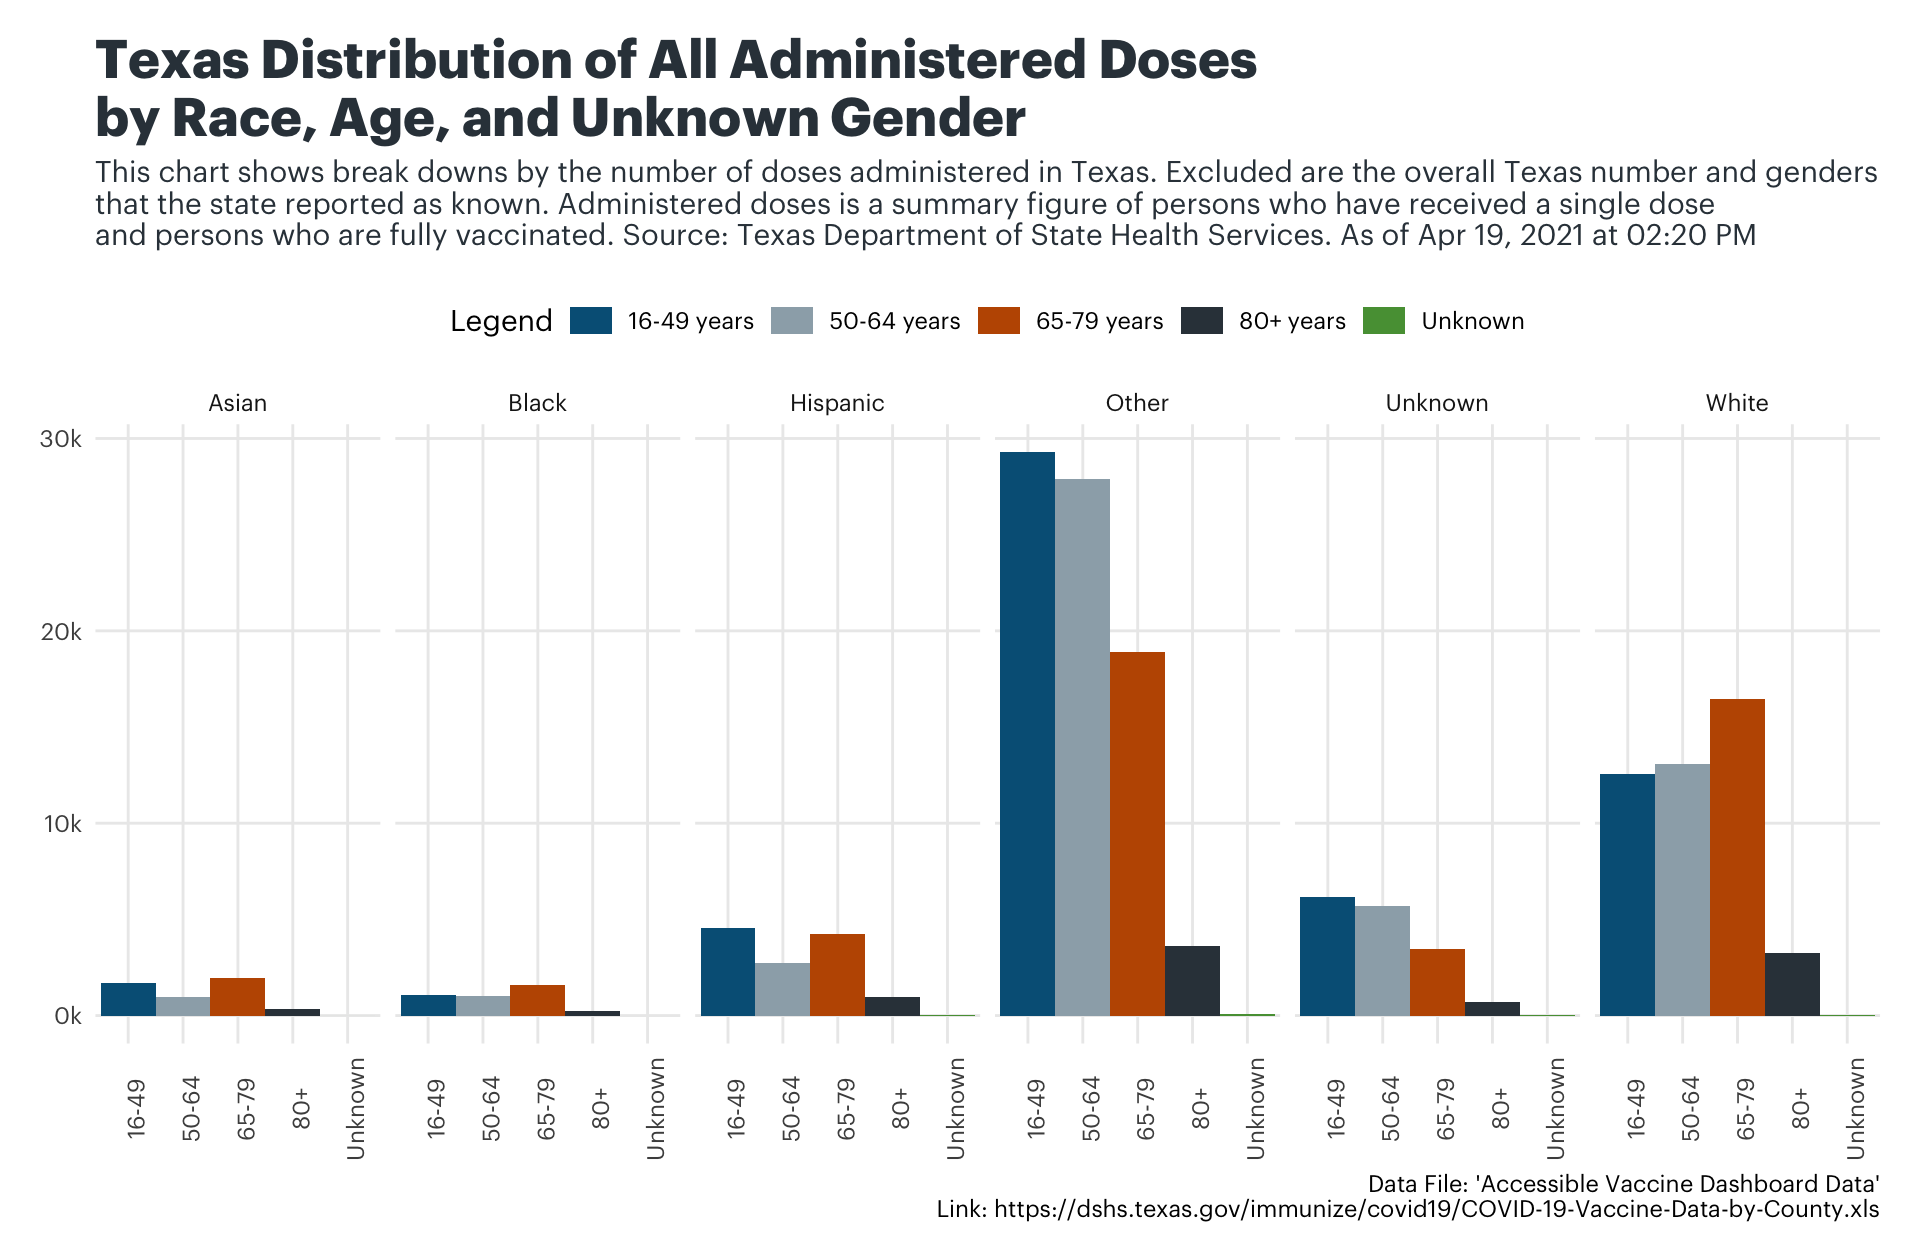 Texas Distribution of All Administered Doses
by Race, Age, and Unknown Gender
This chart shows break downs by the number of doses administered in Texas. Excluded are the overall Texas number and genders
that the state reported as known. Administered doses is a summary figure of persons who have received a single dose
and persons who are fully vaccinated. Source: Texas Department of State Health Services. As of Apr 19, 2021 at 02:20 PM
Legend 16-49 years 50-64 years 65-79 years 80+ years Unknown
Asian Black Hispanic Other Unknown White
30k
20k
10k
0k
16-49 50-64 65-79 80+ Unknown 16-49 50-64 65-79 80+ Unknown 16-49 50-64 65-79 80+ Unknown 16-49 50-64 65-79 80+ Unknown 16-49 50-64 65-79 80+ Unknown 16-49 50-64 65-79 80+ Unknown
Data File: 'Accessible Vaccine Dashboard Data'
Link: https://dshs.texas.gov/immunize/covid19/COVID-19-Vaccine-Data-by-County.xls